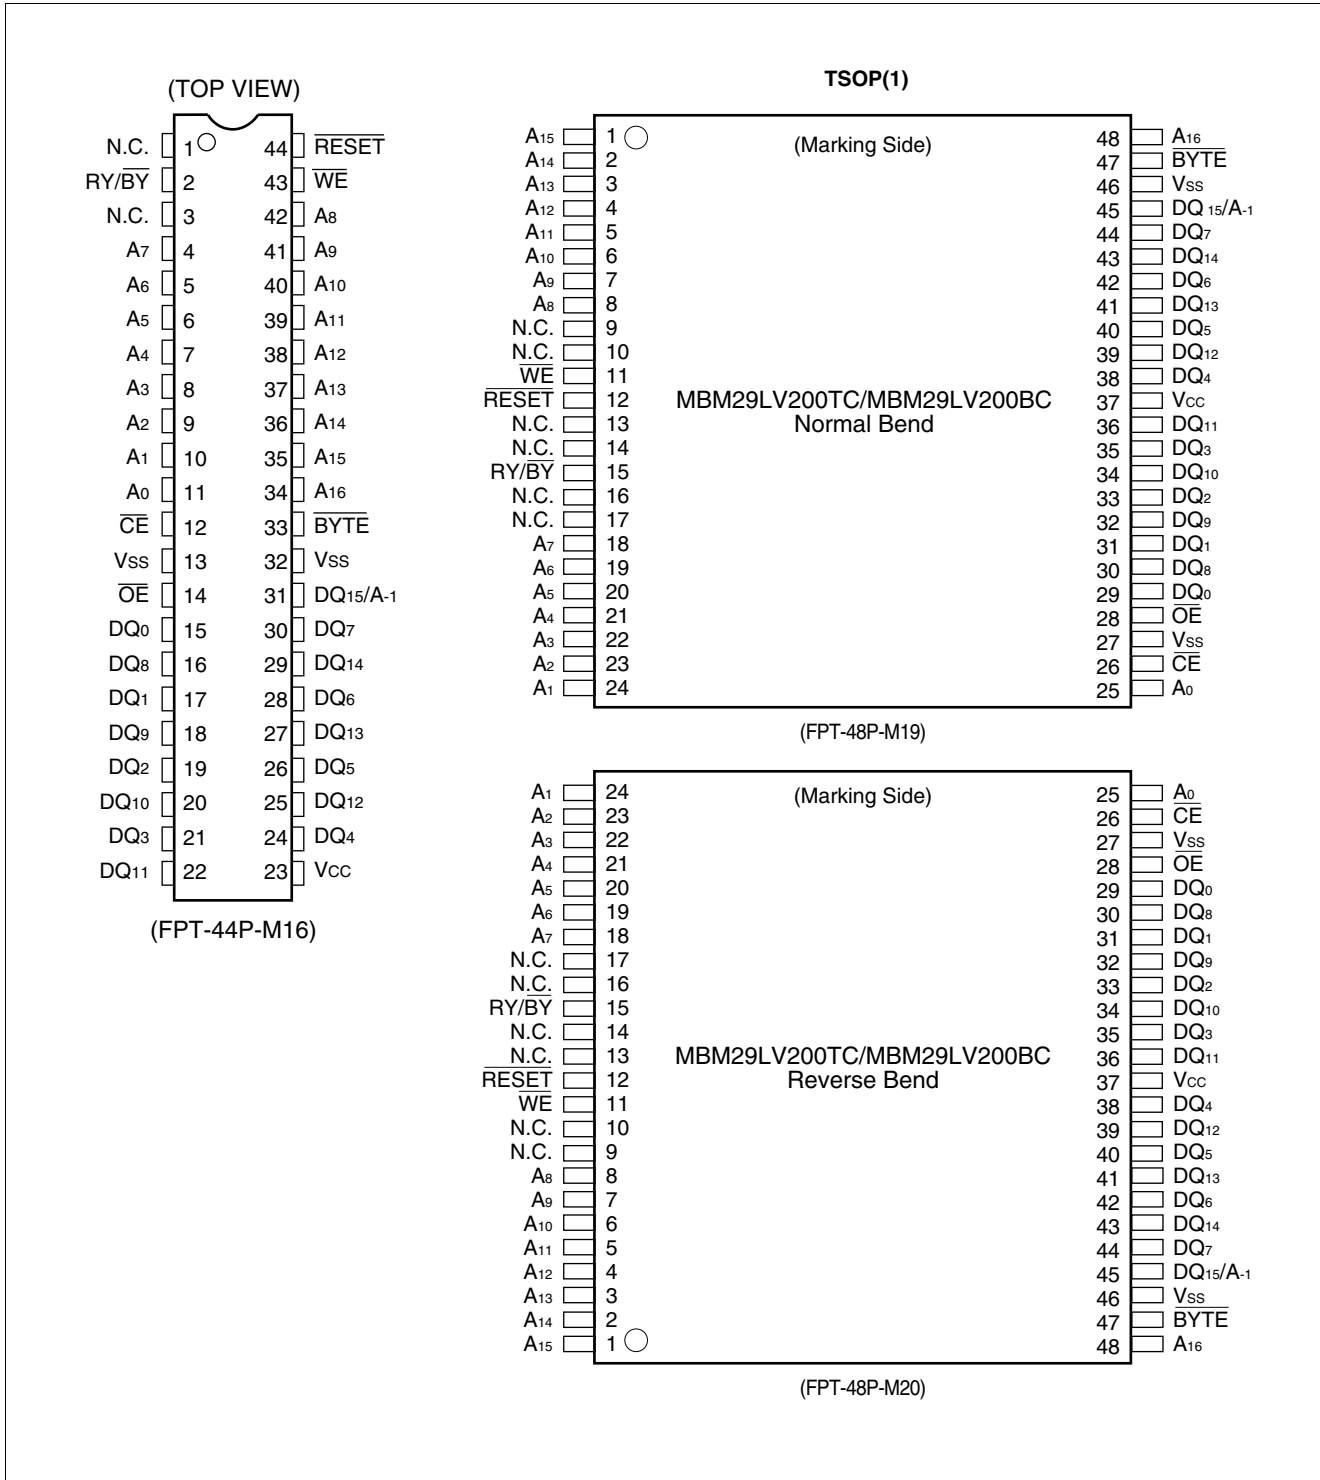 (TOP VIEW)
N.C. 1 44 RESET
RY/BY 2 43 WE
N.C. 3 42 A8
A7 4 41 A9
A6 5 40 A10
A5 6 39 A11
A4 7 38 A12
A3 8 37 A13
A2 9 36 A14
A1 10 35 A15
A0 11 34 A16
CE 12 33 BYTE
VSS 13 32 VSS
OE 14 31 DQ15/A-1
DQ0 15 30 DQ7
DQ8 16 29 DQ14
DQ1 17 28 DQ6
DQ9 18 27 DQ13
DQ2 19 26 DQ5
DQ10 20 25 DQ12
DQ3 21 24 DQ4
DQ11 22 23 VCC
(FPT-44P-M16)
TSOP(1)
(Marking Side)
A15 1 48 A16
A14 2 47 BYTE
A13 3 46 VSS
A12 4 45 DQ 15/A-1
A11 5 44 DQ7
A10 6 43 DQ14
A9 7 42 DQ6
A8 8 41 DQ13
N.C. 9 40 DQ5
N.C. 10 39 DQ12
WE 11 38 DQ4
RESET 12 37 VCC
MBM29LV200TC/MBM29LV200BC
Normal Bend
N.C. 13 36 DQ11
N.C. 14 35 DQ3
RY/BY 15 34 DQ10
N.C. 16 33 DQ2
N.C. 17 32 DQ9
A7 18 31 DQ1
A6 19 30 DQ8
A5 20 29 DQ0
A4 21 28 OE
A3 22 27 VSS
A2 23 26 CE
A1 24 25 A0
(FPT-48P-M19)
(Marking Side)
A1 24 25 A0
A2 23 26 CE
A3 22 27 VSS
A4 21 28 OE
A5 20 29 DQ0
A6 19 30 DQ8
A7 18 31 DQ1
N.C. 17 32 DQ9
N.C. 16 33 DQ2
RY/BY 15 34 DQ10
N.C. 14 35 DQ3
N.C. 13 36 DQ11
MBM29LV200TC/MBM29LV200BC
Reverse Bend
RESET 12 37 VCC
WE 11 38 DQ4
N.C. 10 39 DQ12
N.C. 9 40 DQ5
A8 8 41 DQ13
A9 7 42 DQ6
A10 6 43 DQ14
A11 5 44 DQ7
A12 4 45 DQ15/A-1
A13 3 46 VSS
A14 2 47 BYTE
A15 1 48 A16
(FPT-48P-M20)